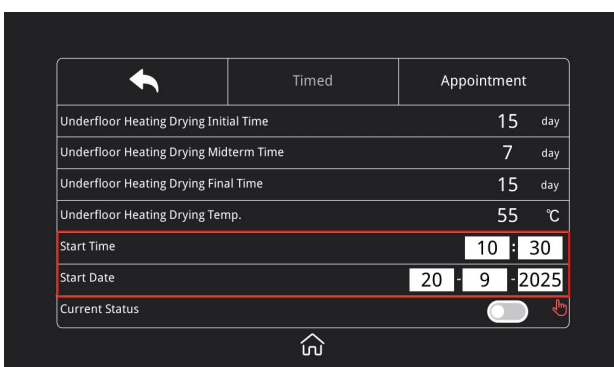 Timed Appointment
Underfloor Heating Drying Initial Time 15 day
Underfloor Heating Drying Midterm Time 7 day
Underfloor Heating Drying Final Time 15 day
Underfloor Heating Drying Temp. 55 ℃
Start Time 10 : 30
Start Date 20 - 9 - 2025
Current Status